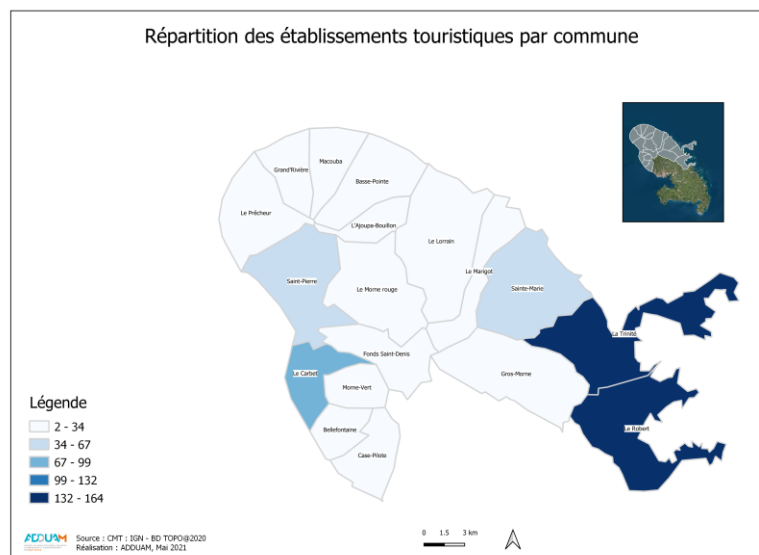 Répartition des établissements touristiques par commune
Macouba
Grand'Rivière
Basse-Pointe
Le Prêcheur
L'Ajoupa-Bouillon
Le Lorrain
Le Marigot
Saint-Pierre
Le Morne rouge
Sainte-Marie
La Trinité
Fonds Saint-Denis
Le Carbet
Gros-Morne
Morne-Vert
Le Robert
Bellefontaine
Case-Pilote
Légende
2 - 34
34 - 67
67 - 99
99 - 132
132 - 164
ADDUAM
Source : CMT : IGN - BD TOPO@2020
Réalisation : ADDUAM, Mai 2021
0 1.5 3 km